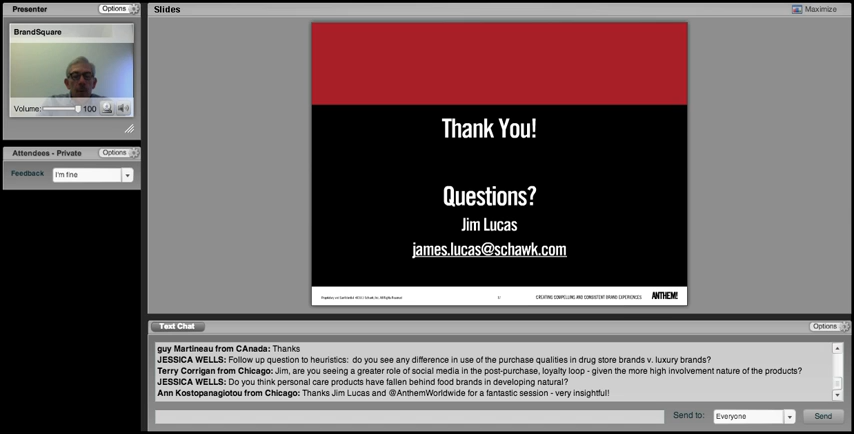 Presenter
Options
Slides
Maximize
BrandSquare
Volume:
100
Attendees - Private
Options
Feedback
I'm fine
Thank You!
Questions?
Jim Lucas
james.lucas@schawk.com
CREATING COMPELLING AND CONSISTENT BRAND EXPERIENCES
ANTHEM!
Text Chat
Options
guy Martineau from CAnada: Thanks
JESSICA WELLS: Follow up question to heuristics: do you see any difference in use of the purchase qualities in drug store brands v. luxury brands?
Terry Corrigan from Chicago: Jim, are you seeing a greater role of social media in the post-purchase, loyalty loop - given the more high involvement nature of the products?
JESSICA WELLS: Do you think personal care products have fallen behind food brands in developing natural?
Ann Kostopanagiotou from Chicago: Thanks Jim Lucas and @AnthemWorldwide for a fantastic session - very insightful!
Send to:
Everyone
Send